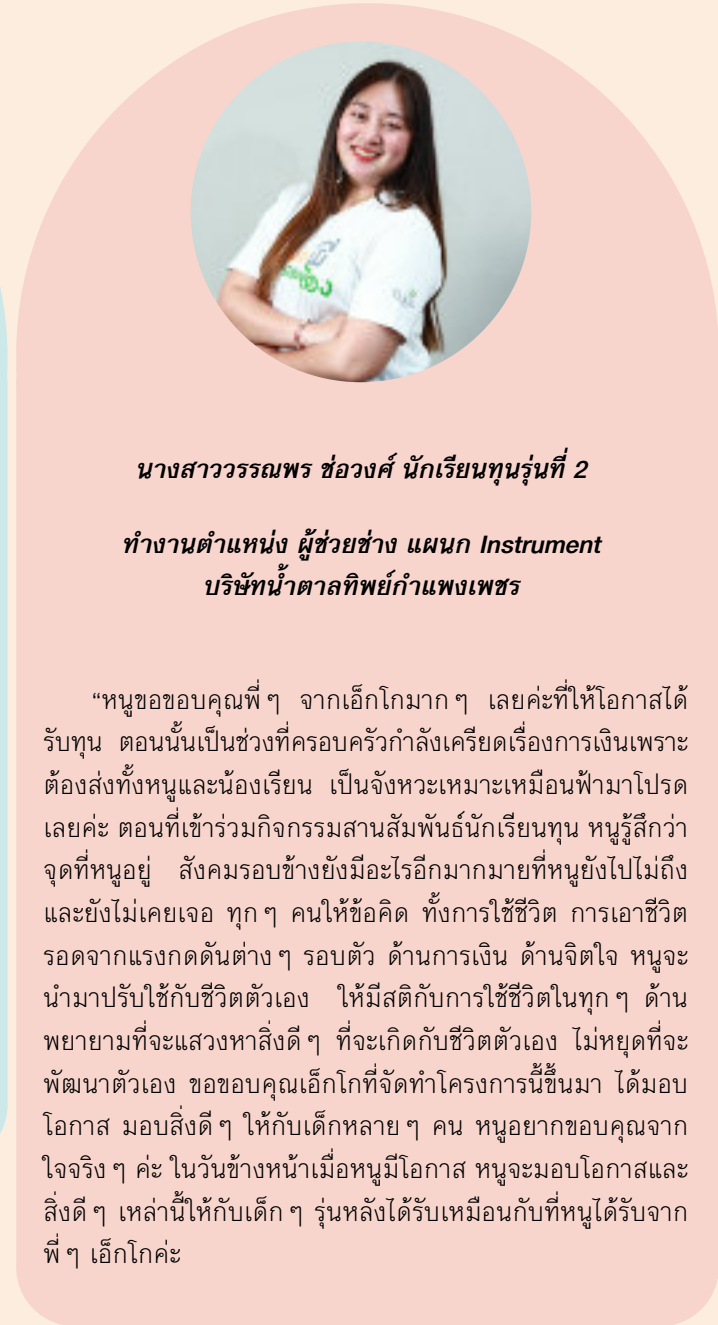 นางสาววรรณพร ช่อวงศ์ นักเรียนทุนรุ่นที่ 2
ทำงานตำแหน่ง ผู้ช่วยช่าง แผนก Instrument
บริษัทน้ำตาลทิพย์กำแพงเพชร
“หนูขอขอบคุณพี่ ๆ จากเอ็กโกมาก ๆ เลยค่ะที่ให้โอกาสได้
รับทุน ตอนนั้นเป็นช่วงที่ครอบครัวกำลังเครียดเรื่องการเงินเพราะ
ต้องส่งทั้งหนูและน้องเรียน เป็นจังหวะเหมาะเหมือนฟ้ามาโปรด
เลยค่ะ ตอนที่เข้าร่วมกิจกรรมสานสัมพันธ์นักเรียนทุน หนูรู้สึกว่า
จุดที่หนูอยู่ สังคมรอบข้างยังมีอะไรอีกมากมายที่หนูยังไปไม่ถึง
และยังไม่เคยเจอ ทุก ๆ คนให้ข้อคิด ทั้งการใช้ชีวิต การเอาชีวิต
รอดจากแรงกดดันต่าง ๆ รอบตัว ด้านการเงิน ด้านจิตใจ หนูจะ
นำมาปรับใช้กับชีวิตตัวเอง ให้มีสติกับการใช้ชีวิตในทุก ๆ ด้าน
พยายามที่จะแสวงหาสิ่งดี ๆ ที่จะเกิดกับชีวิตตัวเอง ไม่หยุดที่จะ
พัฒนาตัวเอง ขอขอบคุณเอ็กโกที่จัดทำโครงการนี้ขึ้นมา ได้มอบ
โอกาส มอบสิ่งดี ๆ ให้กับเด็กหลาย ๆ คน หนูอยากขอบคุณจาก
ใจจริง ๆ ค่ะ ในวันข้างหน้าเมื่อหนูมีโอกาส หนูจะมอบโอกาสและ
สิ่งดี ๆ เหล่านี้ให้กับเด็ก ๆ รุ่นหลังได้รับเหมือนกับที่หนูได้รับจาก
พี่ ๆ เอ็กโกค่ะ